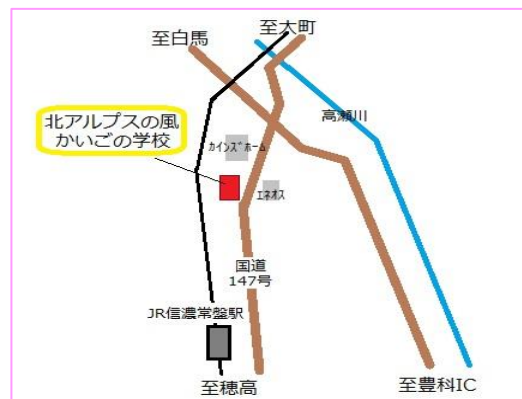 至大町
至白馬
北アルプスの風
かいごの学校
高瀬川
ｶｲﾝｽﾞﾎｰﾑ
ｴﾈｵｽ
国道
147号
JR信濃常盤駅
至穂高
至豊科IC